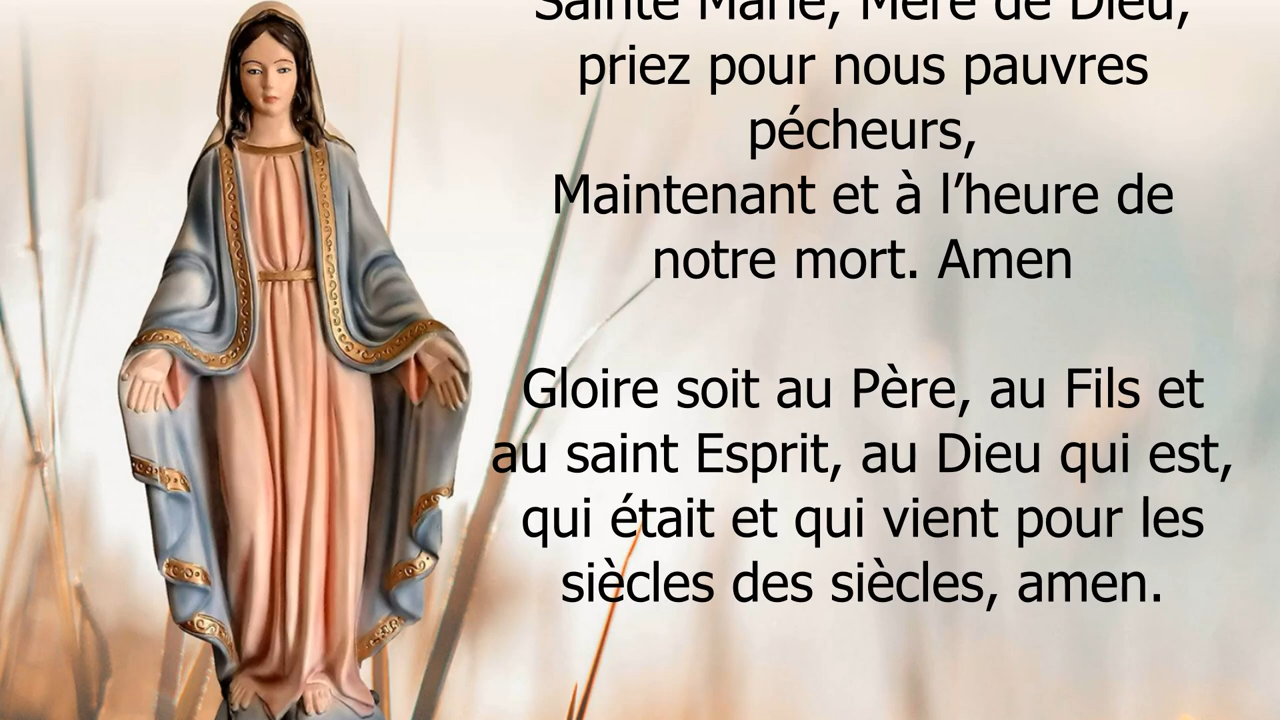 Sainte Marie, Mère de Dieu,
priez pour nous pauvres
pécheurs,
Maintenant et à l’heure de
notre mort. Amen
Gloire soit au Père, au Fils et
au saint Esprit, au Dieu qui est,
qui était et qui vient pour les
siècles des siècles, amen.